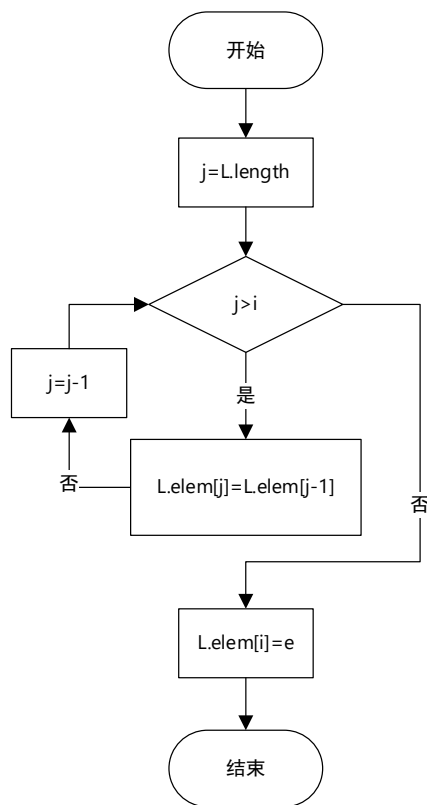 开始
j=L.length
j>i
j=j-1
是
L.elem[j]=L.elem[j-1]
否
否
L.elem[i]=e
结束